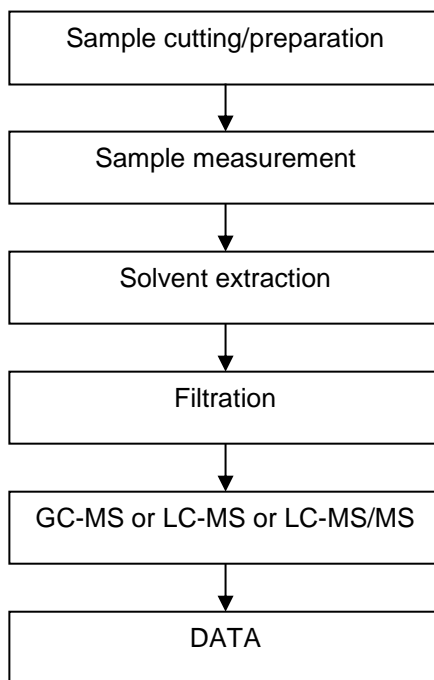 Sample cutting/preparation
Sample measurement
Solvent extraction
Filtration
GC-MS or LC-MS or LC-MS/MS
DATA